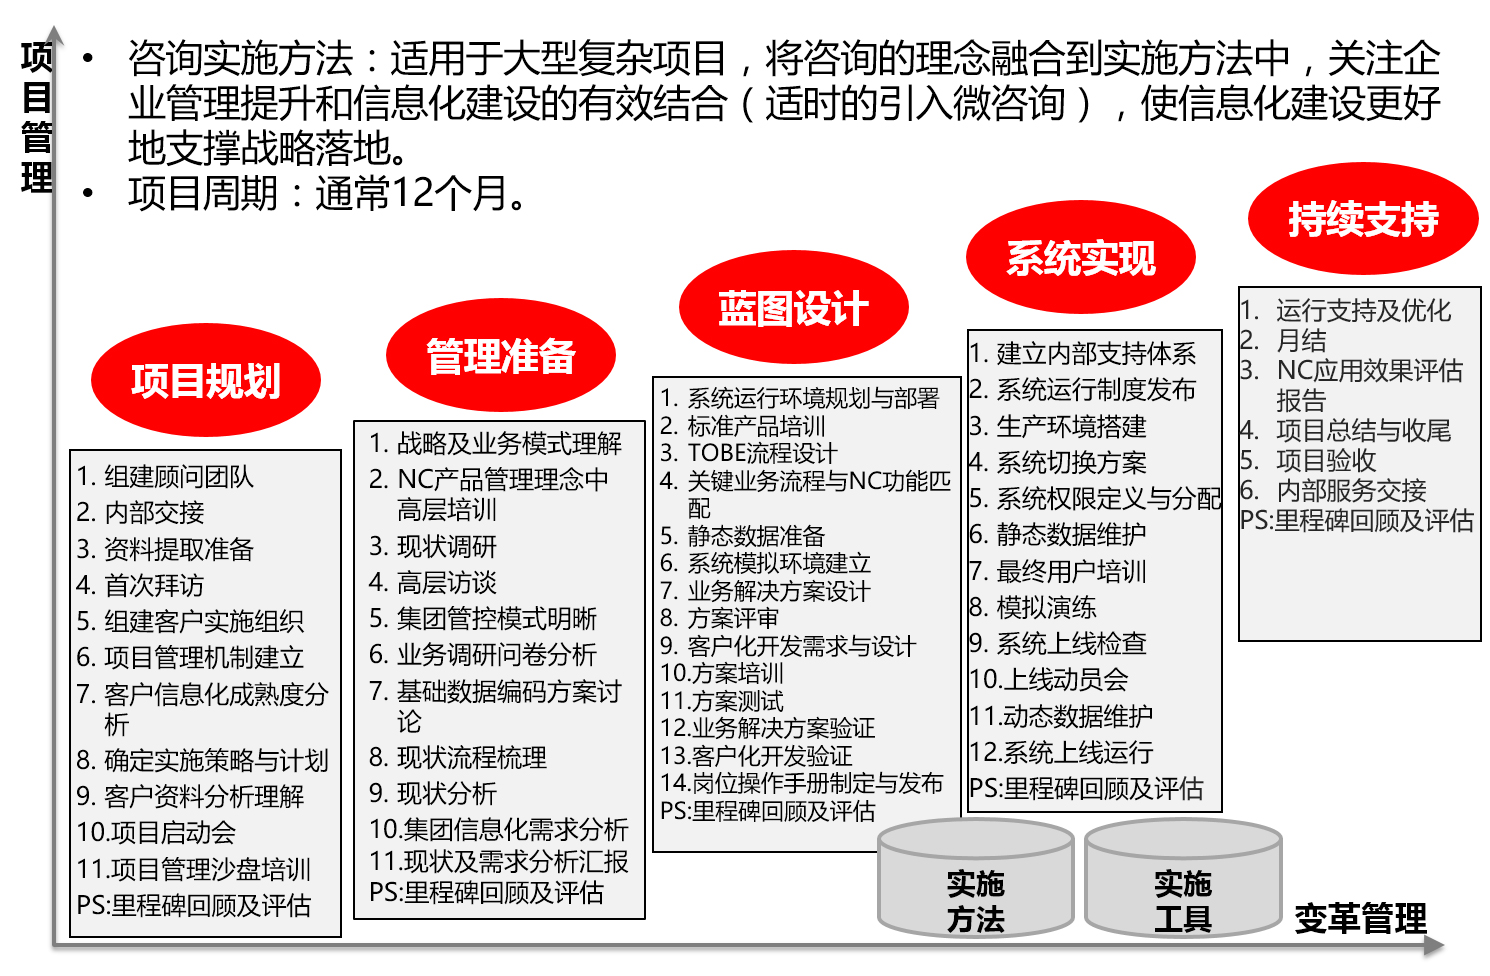 项
目
管
理
• 咨询实施方法：适用于大型复杂项目，将咨询的理念融合到实施方法中，关注企
业管理提升和信息化建设的有效结合（适时的引入微咨询），使信息化建设更好
地支撑战略落地。
• 项目周期：通常12个月。
项目规划
1. 组建顾问团队
2. 内部交接
3. 资料提取准备
4. 首次拜访
5. 组建客户实施组织
6. 项目管理机制建立
7. 客户信息化成熟度分
析
8. 确定实施策略与计划
9. 客户资料分析理解
10.项目启动会
11.项目管理沙盘培训
PS:里程碑回顾及评估
管理准备
1. 战略及业务模式理解
2. NC产品管理理念中
高层培训
3. 现状调研
4. 高层访谈
5. 集团管控模式明晰
6. 业务调研问卷分析
7. 基础数据编码方案讨
论
8. 现状流程梳理
9. 现状分析
10.集团信息化需求分析
11.现状及需求分析汇报
PS:里程碑回顾及评估
蓝图设计
1. 系统运行环境规划与部署
2. 标准产品培训
3. TOBE流程设计
4. 关键业务流程与NC功能匹
配
5. 静态数据准备
6. 系统模拟环境建立
7. 业务解决方案设计
8. 方案评审
9. 客户化开发需求与设计
10.方案培训
11.方案测试
12.业务解决方案验证
13.客户化开发验证
14.岗位操作手册制定与发布
PS:里程碑回顾及评估
系统实现
1. 建立内部支持体系
2. 系统运行制度发布
3. 生产环境搭建
4. 系统切换方案
5. 系统权限定义与分配
6. 静态数据维护
7. 最终用户培训
8. 模拟演练
9. 系统上线检查
10.上线动员会
11.动态数据维护
12.系统上线运行
PS:里程碑回顾及评估
持续支持
1. 运行支持及优化
2. 月结
3. NC应用效果评估
报告
4. 项目总结与收尾
5. 项目验收
6. 内部服务交接
PS:里程碑回顾及评估
实施
方法
实施
工具
变革管理